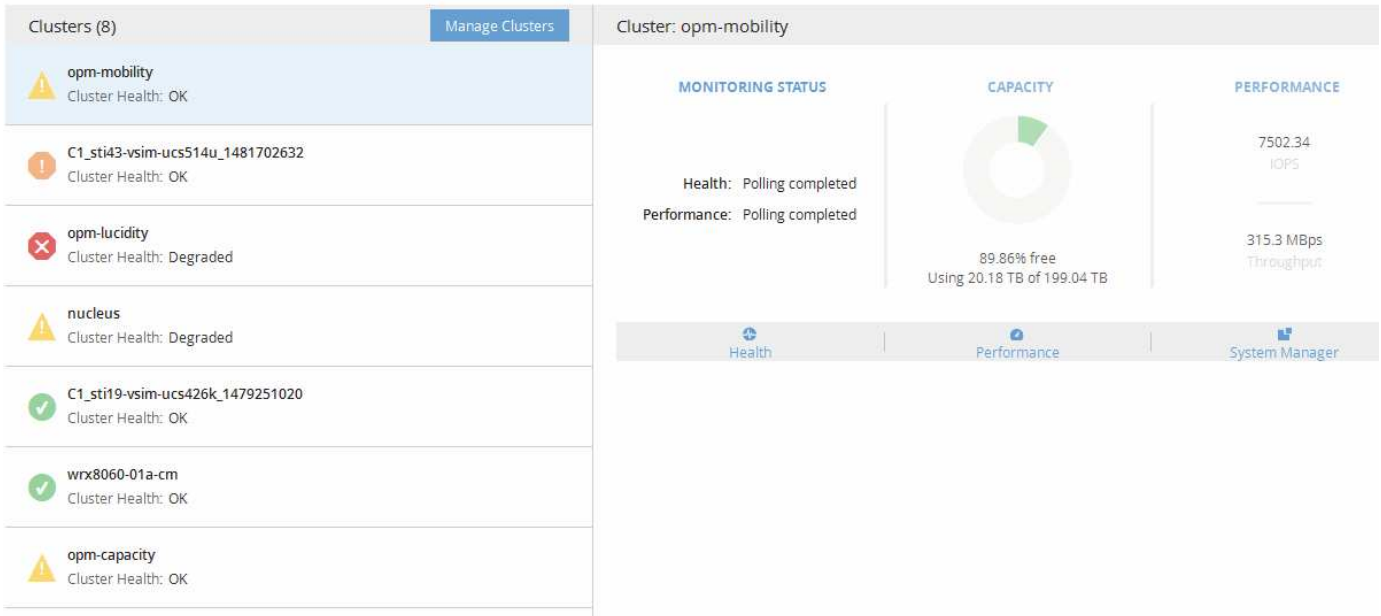 Clusters (8)
Manage Clusters
opm-mobility
Cluster Health: OK
C1_sti43-vsim-ucs514u_1481702632
Cluster Health: OK
opm-lucidity
Cluster Health: Degraded
nucleus
Cluster Health: Degraded
C1_sti19-vsim-ucs426k_1479251020
Cluster Health: OK
wrx8060-01a-cm
Cluster Health: OK
opm-capacity
Cluster Health: OK
Cluster: opm-mobility
MONITORING STATUS
Health: Polling completed
Performance: Polling completed
CAPACITY
89.86% free
Using 20.18 TB of 199.04 TB
PERFORMANCE
7502.34
IOPS
315.3 MBps
Throughput
Health
Performance
System Manager